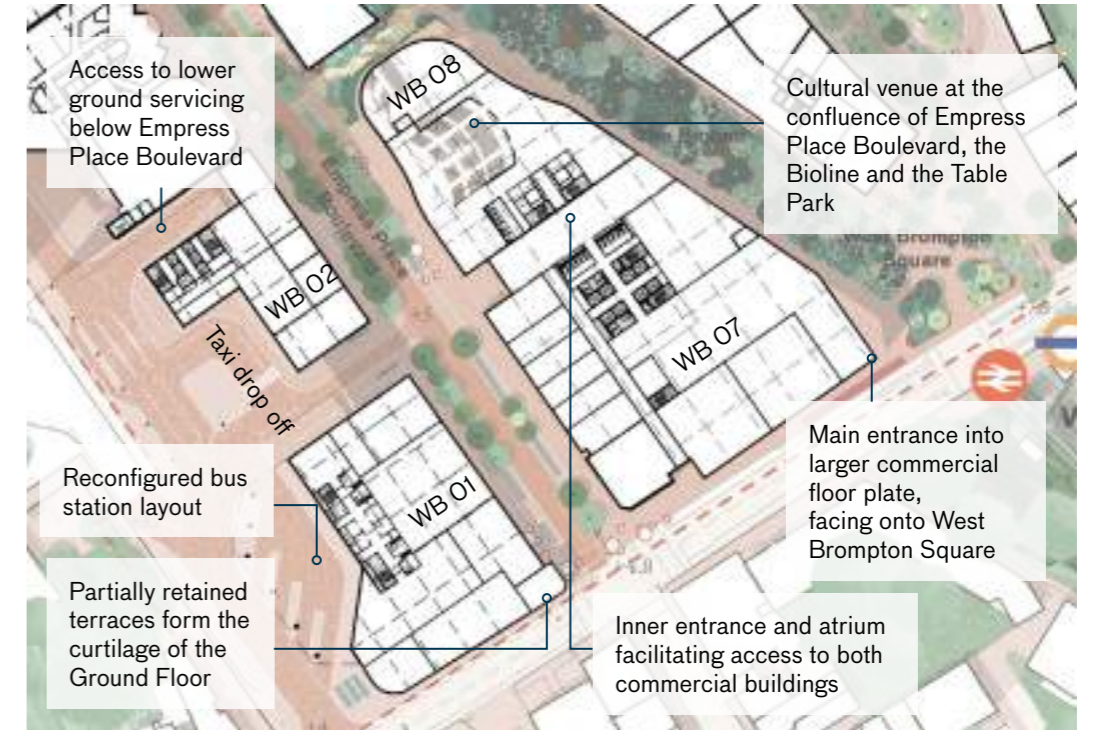 Access to lower
ground servicing
below Empress
Place Boulevard
WB 08
Cultural venue at the
confluence of Empress
Place Boulevard, the
Bioline and the Table
Park
Empress Place
Boulevard
West Brompton
Square
WB 02
Taxi drop off
WB 07
Reconfigured bus
station layout
WB 01
Main entrance into
larger commercial
floor plate,
facing onto West
Brompton Square
Partially retained
terraces form the
curtilage of the
Ground Floor
Inner entrance and atrium
facilitating access to both
commercial buildings